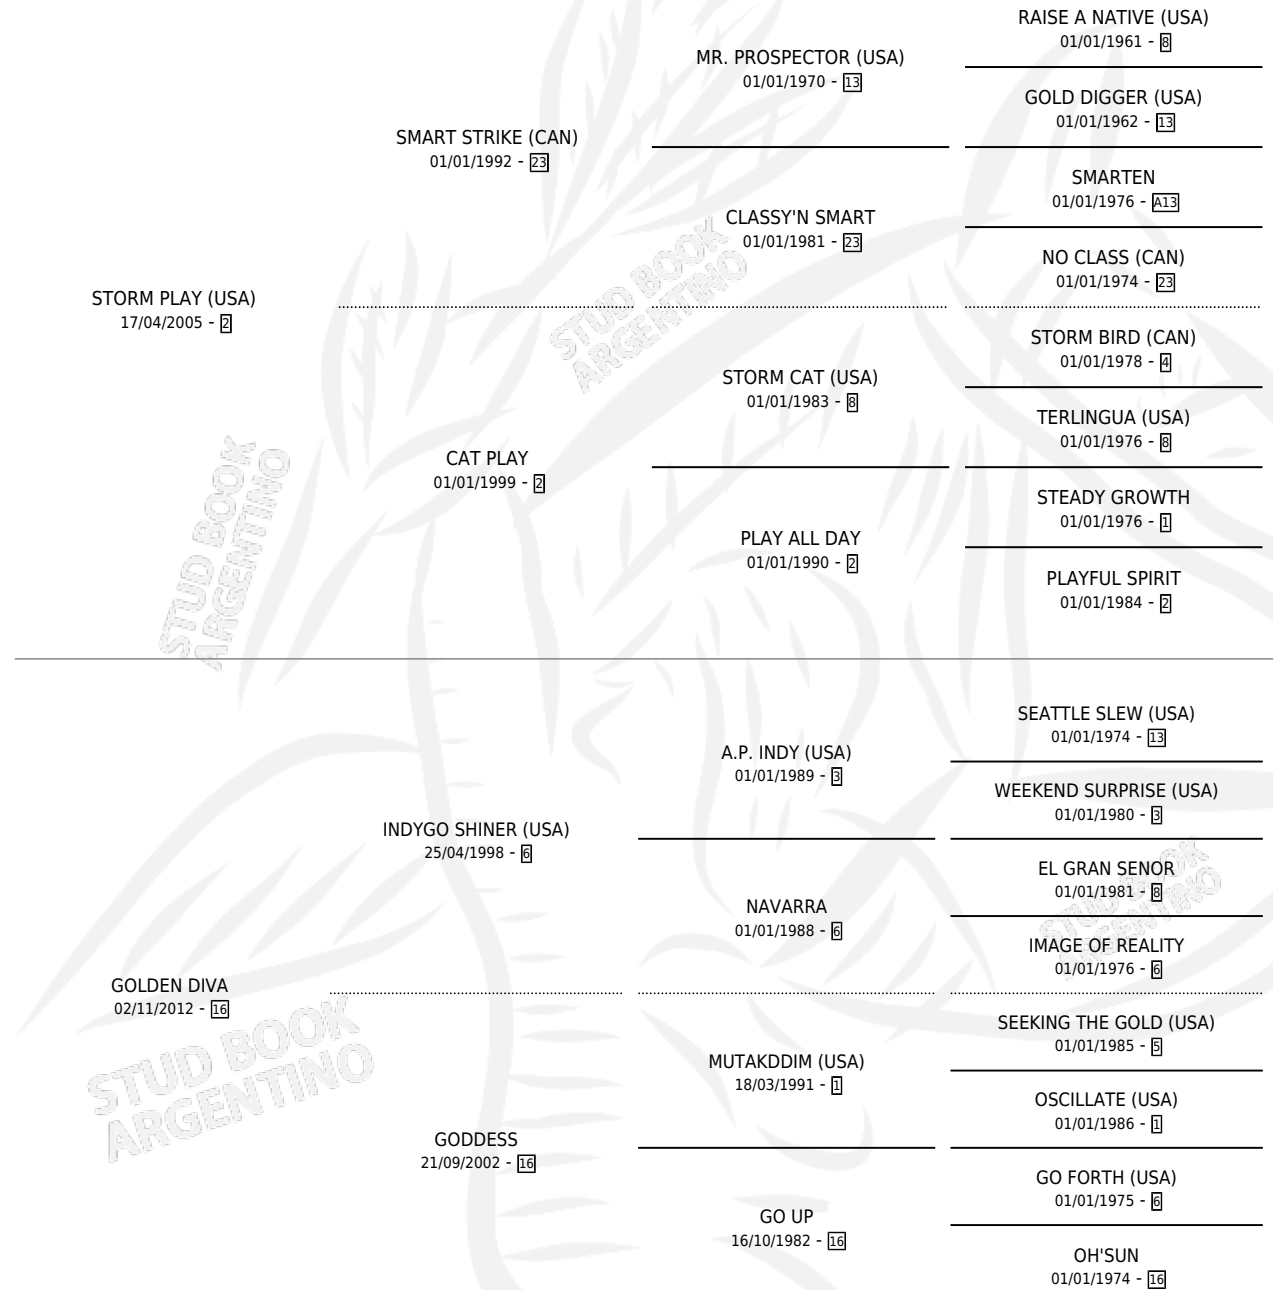 RAISE A NATIVE (USA)
01/01/1961 - 8
MR. PROSPECTOR (USA)
01/01/1970 - 13
GOLD DIGGER (USA)
01/01/1962 - 13
SMART STRIKE (CAN)
01/01/1992 - 23
SMARTEN
01/01/1976 - A13
CLASSY'N SMART
01/01/1981 - 23
NO CLASS (CAN)
01/01/1974 - 23
STORM PLAY (USA)
17/04/2005 - 2
STORM BIRD (CAN)
01/01/1978 - 4
STORM CAT (USA)
01/01/1983 - 8
TERLINGUA (USA)
01/01/1976 - 8
CAT PLAY
01/01/1999 - 2
STEADY GROWTH
01/01/1976 - 1
PLAY ALL DAY
01/01/1990 - 2
PLAYFUL SPIRIT
01/01/1984 - 2
SEATTLE SLEW (USA)
01/01/1974 - 13
A.P. INDY (USA)
01/01/1989 - 3
WEEKEND SURPRISE (USA)
01/01/1980 - 3
INDYGO SHINER (USA)
25/04/1998 - 6
EL GRAN SENOR
01/01/1981 - 8
NAVARRA
01/01/1988 - 6
IMAGE OF REALITY
01/01/1976 - 6
GOLDEN DIVA
02/11/2012 - 16
SEEKING THE GOLD (USA)
01/01/1985 - 5
MUTAKDDIM (USA)
18/03/1991 - 1
OSCILLATE (USA)
01/01/1986 - 1
GODDESS
21/09/2002 - 16
GO FORTH (USA)
01/01/1975 - 6
GO UP
16/10/1982 - 16
OH'SUN
01/01/1974 - 16
STUD BOOK
ARGENTINO
STUD BOOK
ARGENTINO
STUD BOOK
ARGENTINO
STUD BOOK
ARGENTINO